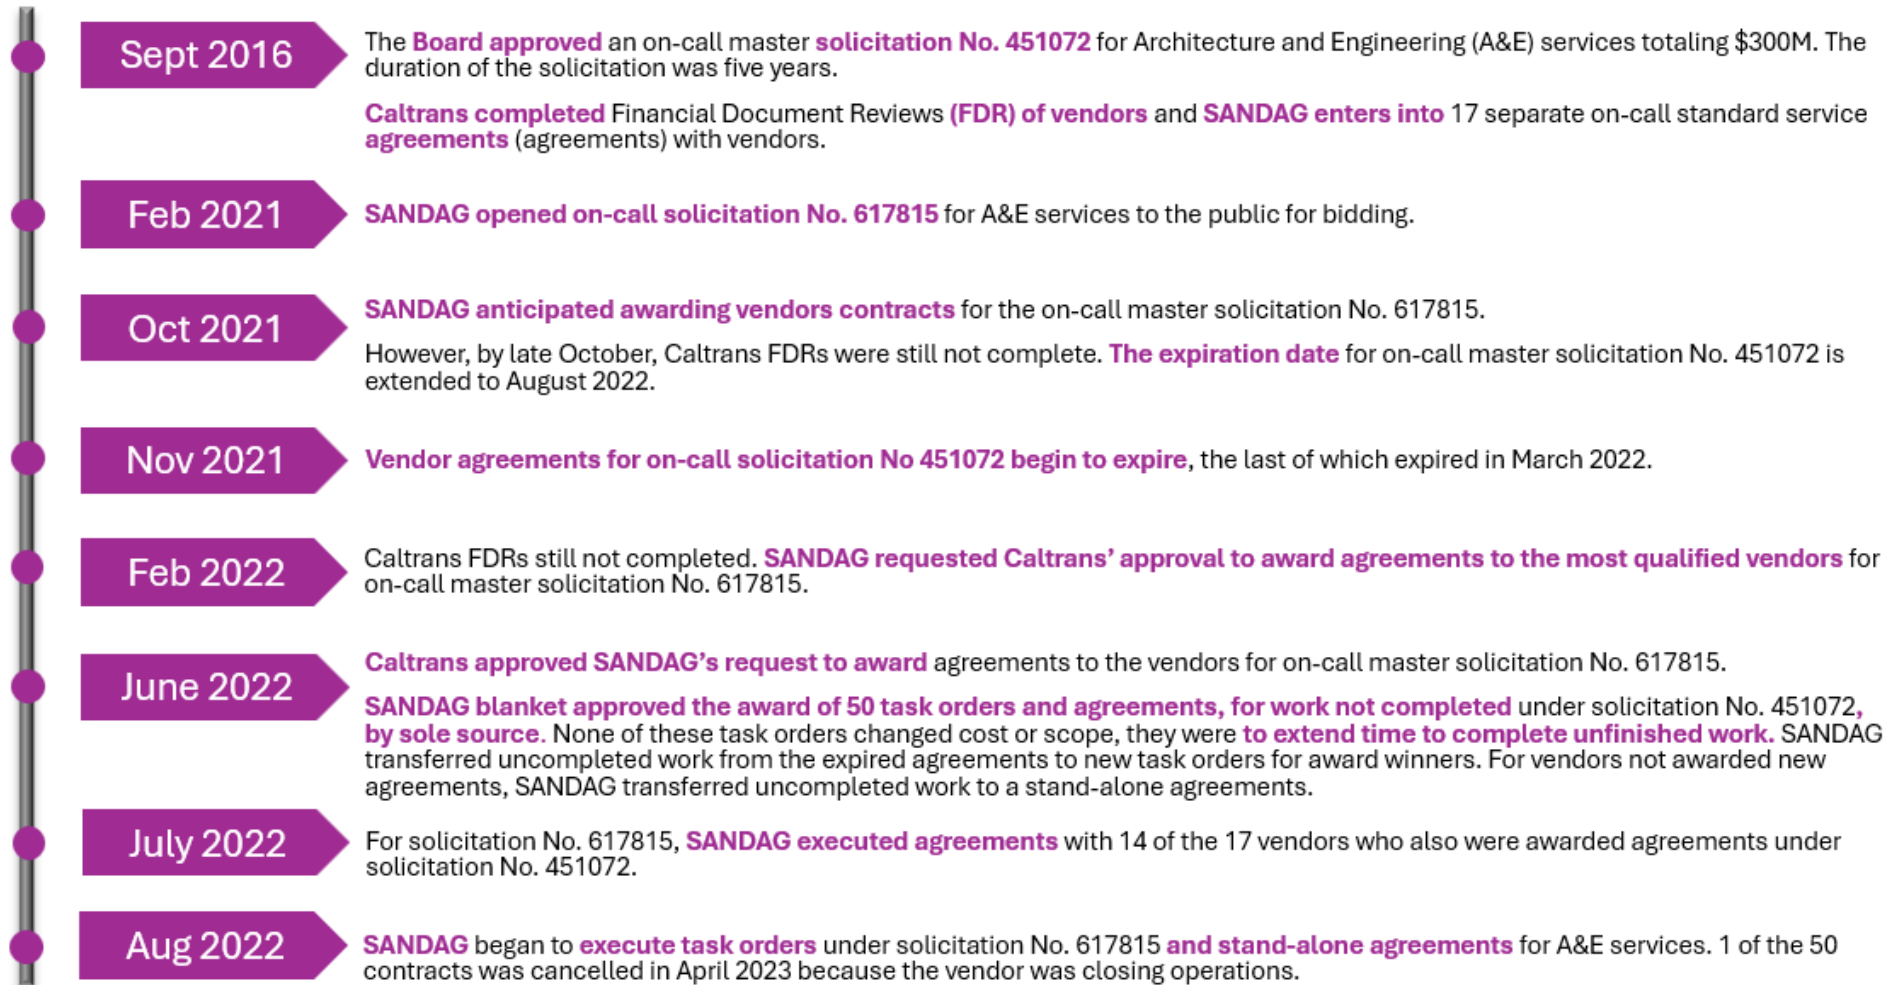 Sept 2016
The Board approved an on-call master solicitation No. 451072 for Architecture and Engineering (A&E) services totaling $300M. The
duration of the solicitation was five years.
Caltrans completed Financial Document Reviews (FDR) of vendors and SANDAG enters into 17 separate on-call standard service
agreements (agreements) with vendors.
Feb 2021
SANDAG opened on-call solicitation No. 617815 for A&E services to the public for bidding.
Oct 2021
SANDAG anticipated awarding vendors contracts for the on-call master solicitation No. 617815.
However, by late October, Caltrans FDRs were still not complete. The expiration date for on-call master solicitation No. 451072 is
extended to August 2022.
Nov 2021
Vendor agreements for on-call solicitation No 451072 begin to expire, the last of which expired in March 2022.
Feb 2022
Caltrans FDRs still not completed. SANDAG requested Caltrans’ approval to award agreements to the most qualified vendors for
on-call master solicitation No. 617815.
June 2022
Caltrans approved SANDAG’s request to award agreements to the vendors for on-call master solicitation No. 617815.
SANDAG blanket approved the award of 50 task orders and agreements, for work not completed under solicitation No. 451072,
by sole source. None of these task orders changed cost or scope, they were to extend time to complete unfinished work. SANDAG
transferred uncompleted work from the expired agreements to new task orders for award winners. For vendors not awarded new
agreements, SANDAG transferred uncompleted work to a stand-alone agreements.
July 2022
For solicitation No. 617815, SANDAG executed agreements with 14 of the 17 vendors who also were awarded agreements under
solicitation No. 451072.
Aug 2022
SANDAG began to execute task orders under solicitation No. 617815 and stand-alone agreements for A&E services. 1 of the 50
contracts was cancelled in April 2023 because the vendor was closing operations.